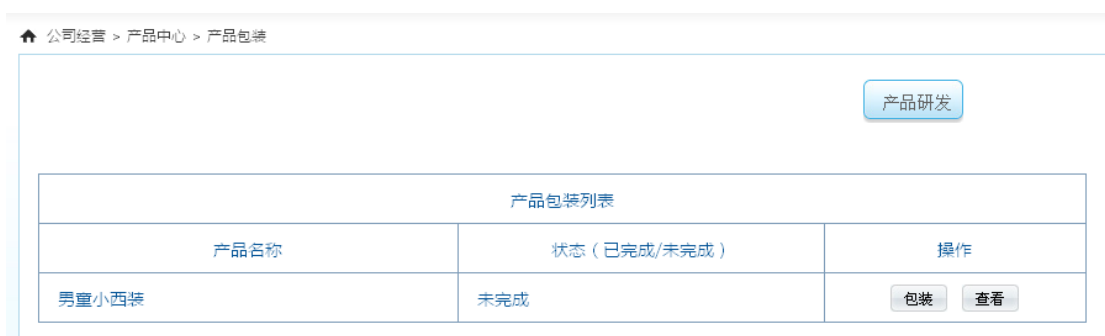 公司经营 > 产品中心 > 产品包装
产品研发
产品包装列表
产品名称 状态（已完成/未完成） 操作
男童小西装 未完成 包装 查看